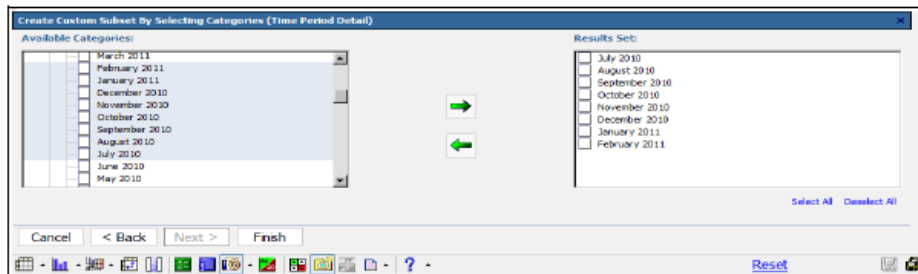 Create Custom Subset By Selecting Categories (Time Period Detail)
Available Categories:
Results Set:
March 2011
February 2011
January 2011
December 2010
November 2010
October 2010
September 2010
August 2010
July 2010
June 2010
May 2010
July 2010
August 2010
September 2010
October 2010
November 2010
December 2010
January 2011
February 2011
Select All Deselect All
Cancel < Back Next > Finish
Reset